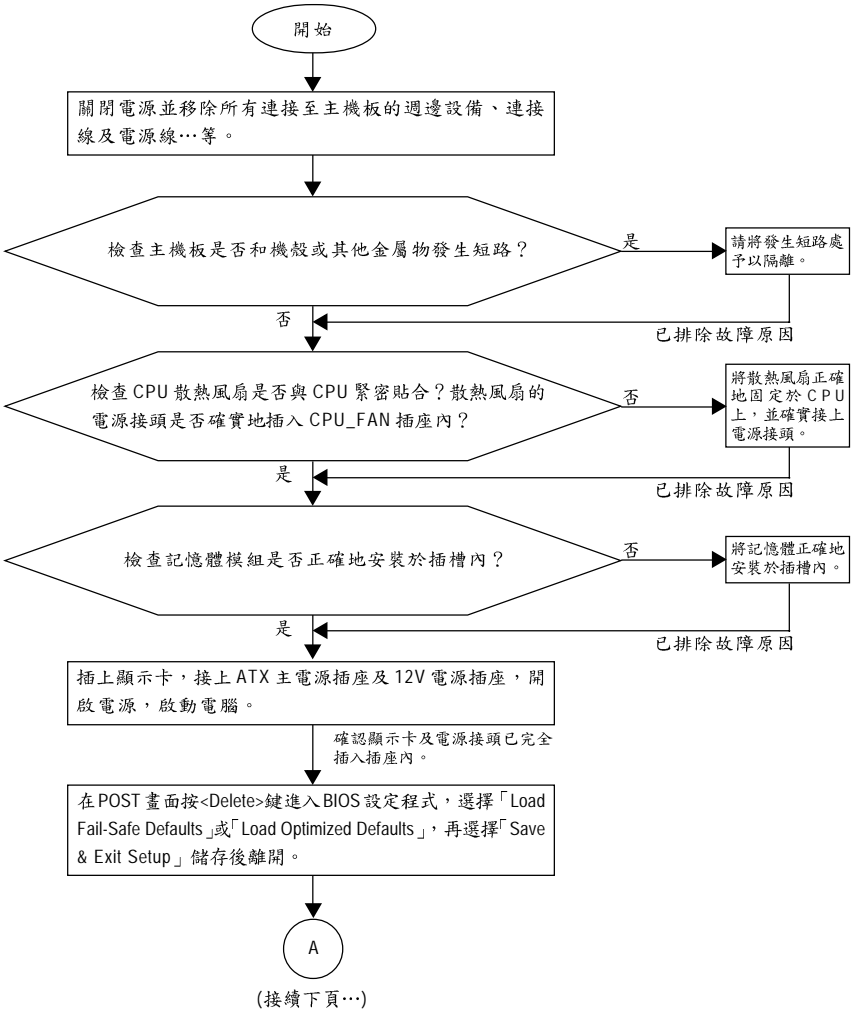 開始
關閉電源並移除所有連接至主機板的週邊設備、連接
線及電源線…等。
檢查主機板是否和機殼或其他金屬物發生短路？
是
請將發生短路處
予以隔離。
否
已排除故障原因
檢查 CPU 散熱風扇是否與 CPU 緊密貼合？散熱風扇的
電源接頭是否確實地插入 CPU_FAN 插座內？
否
將散熱風扇正確
地固定於 CPU
上，並確實接上
電源接頭。
是
已排除故障原因
檢查記憶體模組是否正確地安裝於插槽內？
否
將記憶體正確地
安裝於插槽內。
是
已排除故障原因
插上顯示卡，接上 ATX 主電源插座及 12V 電源插座，開
啟電源，啟動電腦。
確認顯示卡及電源接頭已完全
插入插座內。
在 POST 畫面按<Delete>鍵進入 BIOS 設定程式，選擇「Load
Fail-Safe Defaults」或「Load Optimized Defaults」，再選擇「Save
& Exit Setup」儲存後離開。
A
(接續下頁…)